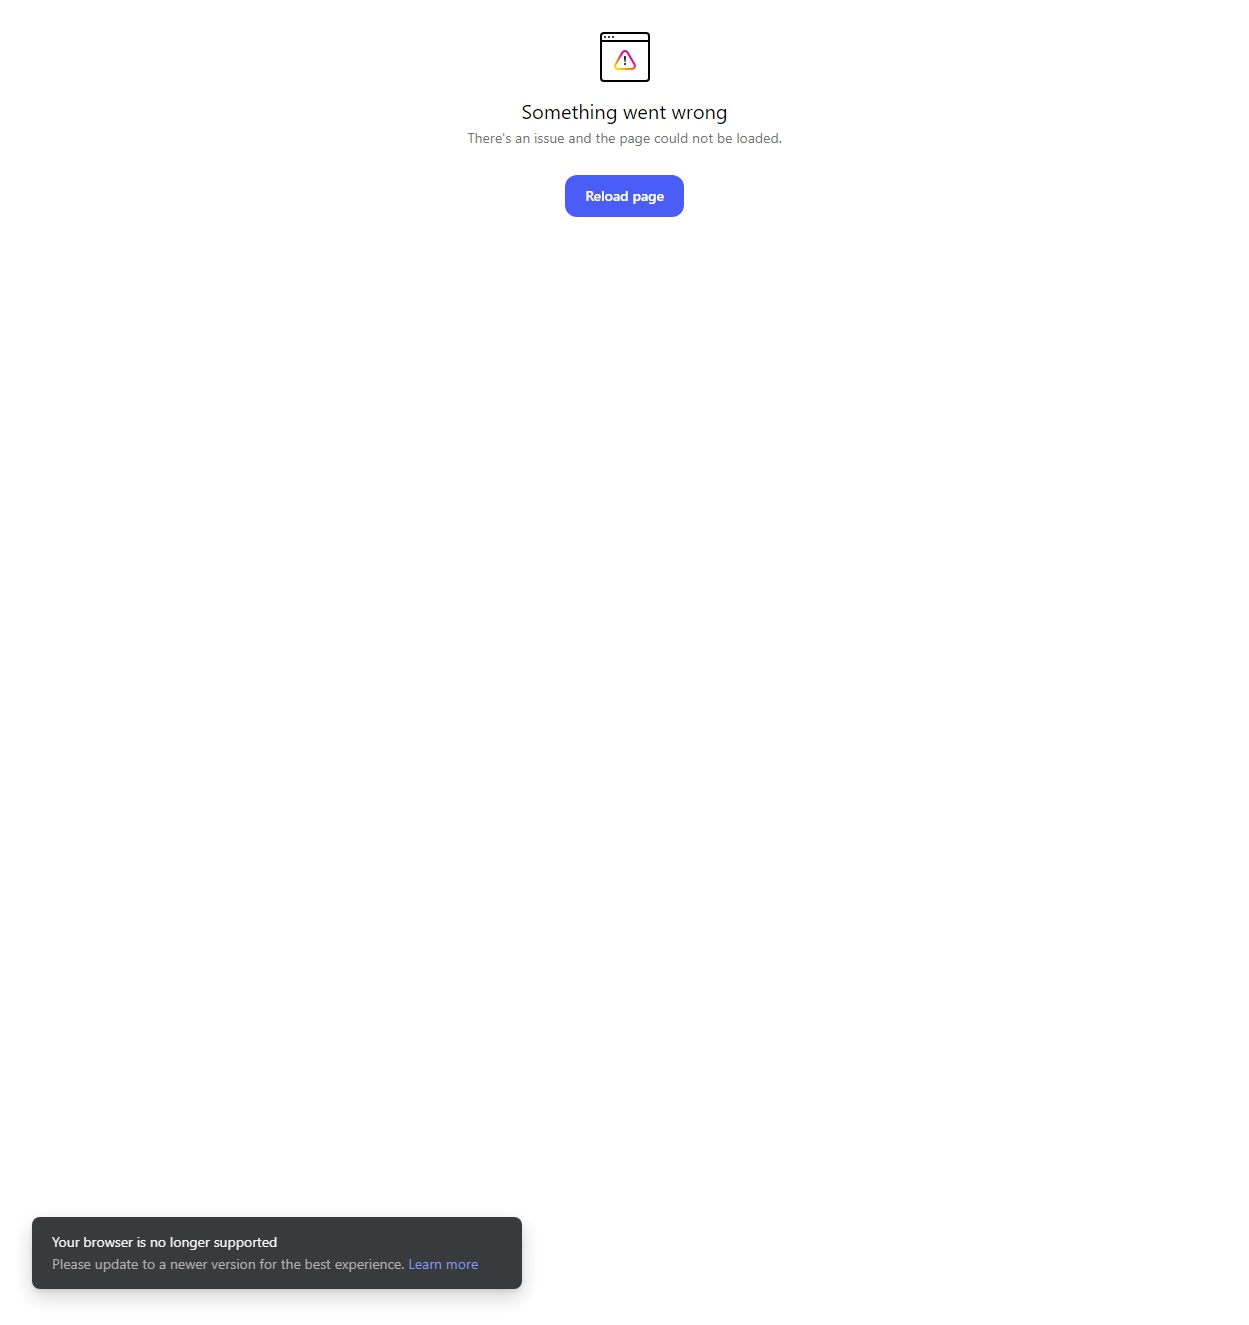 Something went wrong
There's an issue and the page could not be loaded.
Reload page
Your browser is no longer supported
Please update to a newer version for the best experience. Learn more